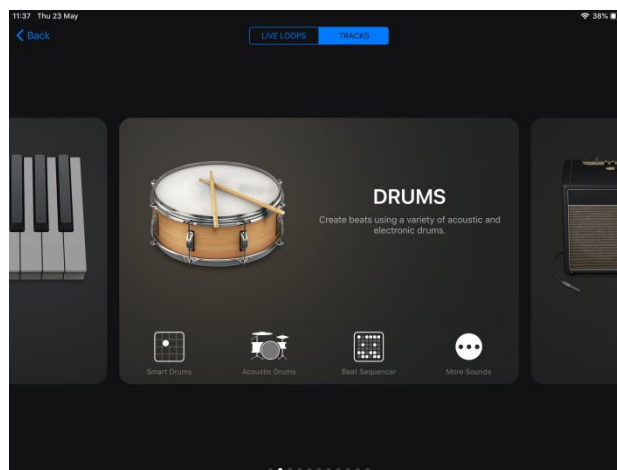 11:37 Thu 23 May
38%
Back
LIVE LOOPS
TRACKS
DRUMS
Create beats using a variety of acoustic and
electronic drums.
Smart Drums
Acoustic Drums
Beat Sequencer
More Sounds